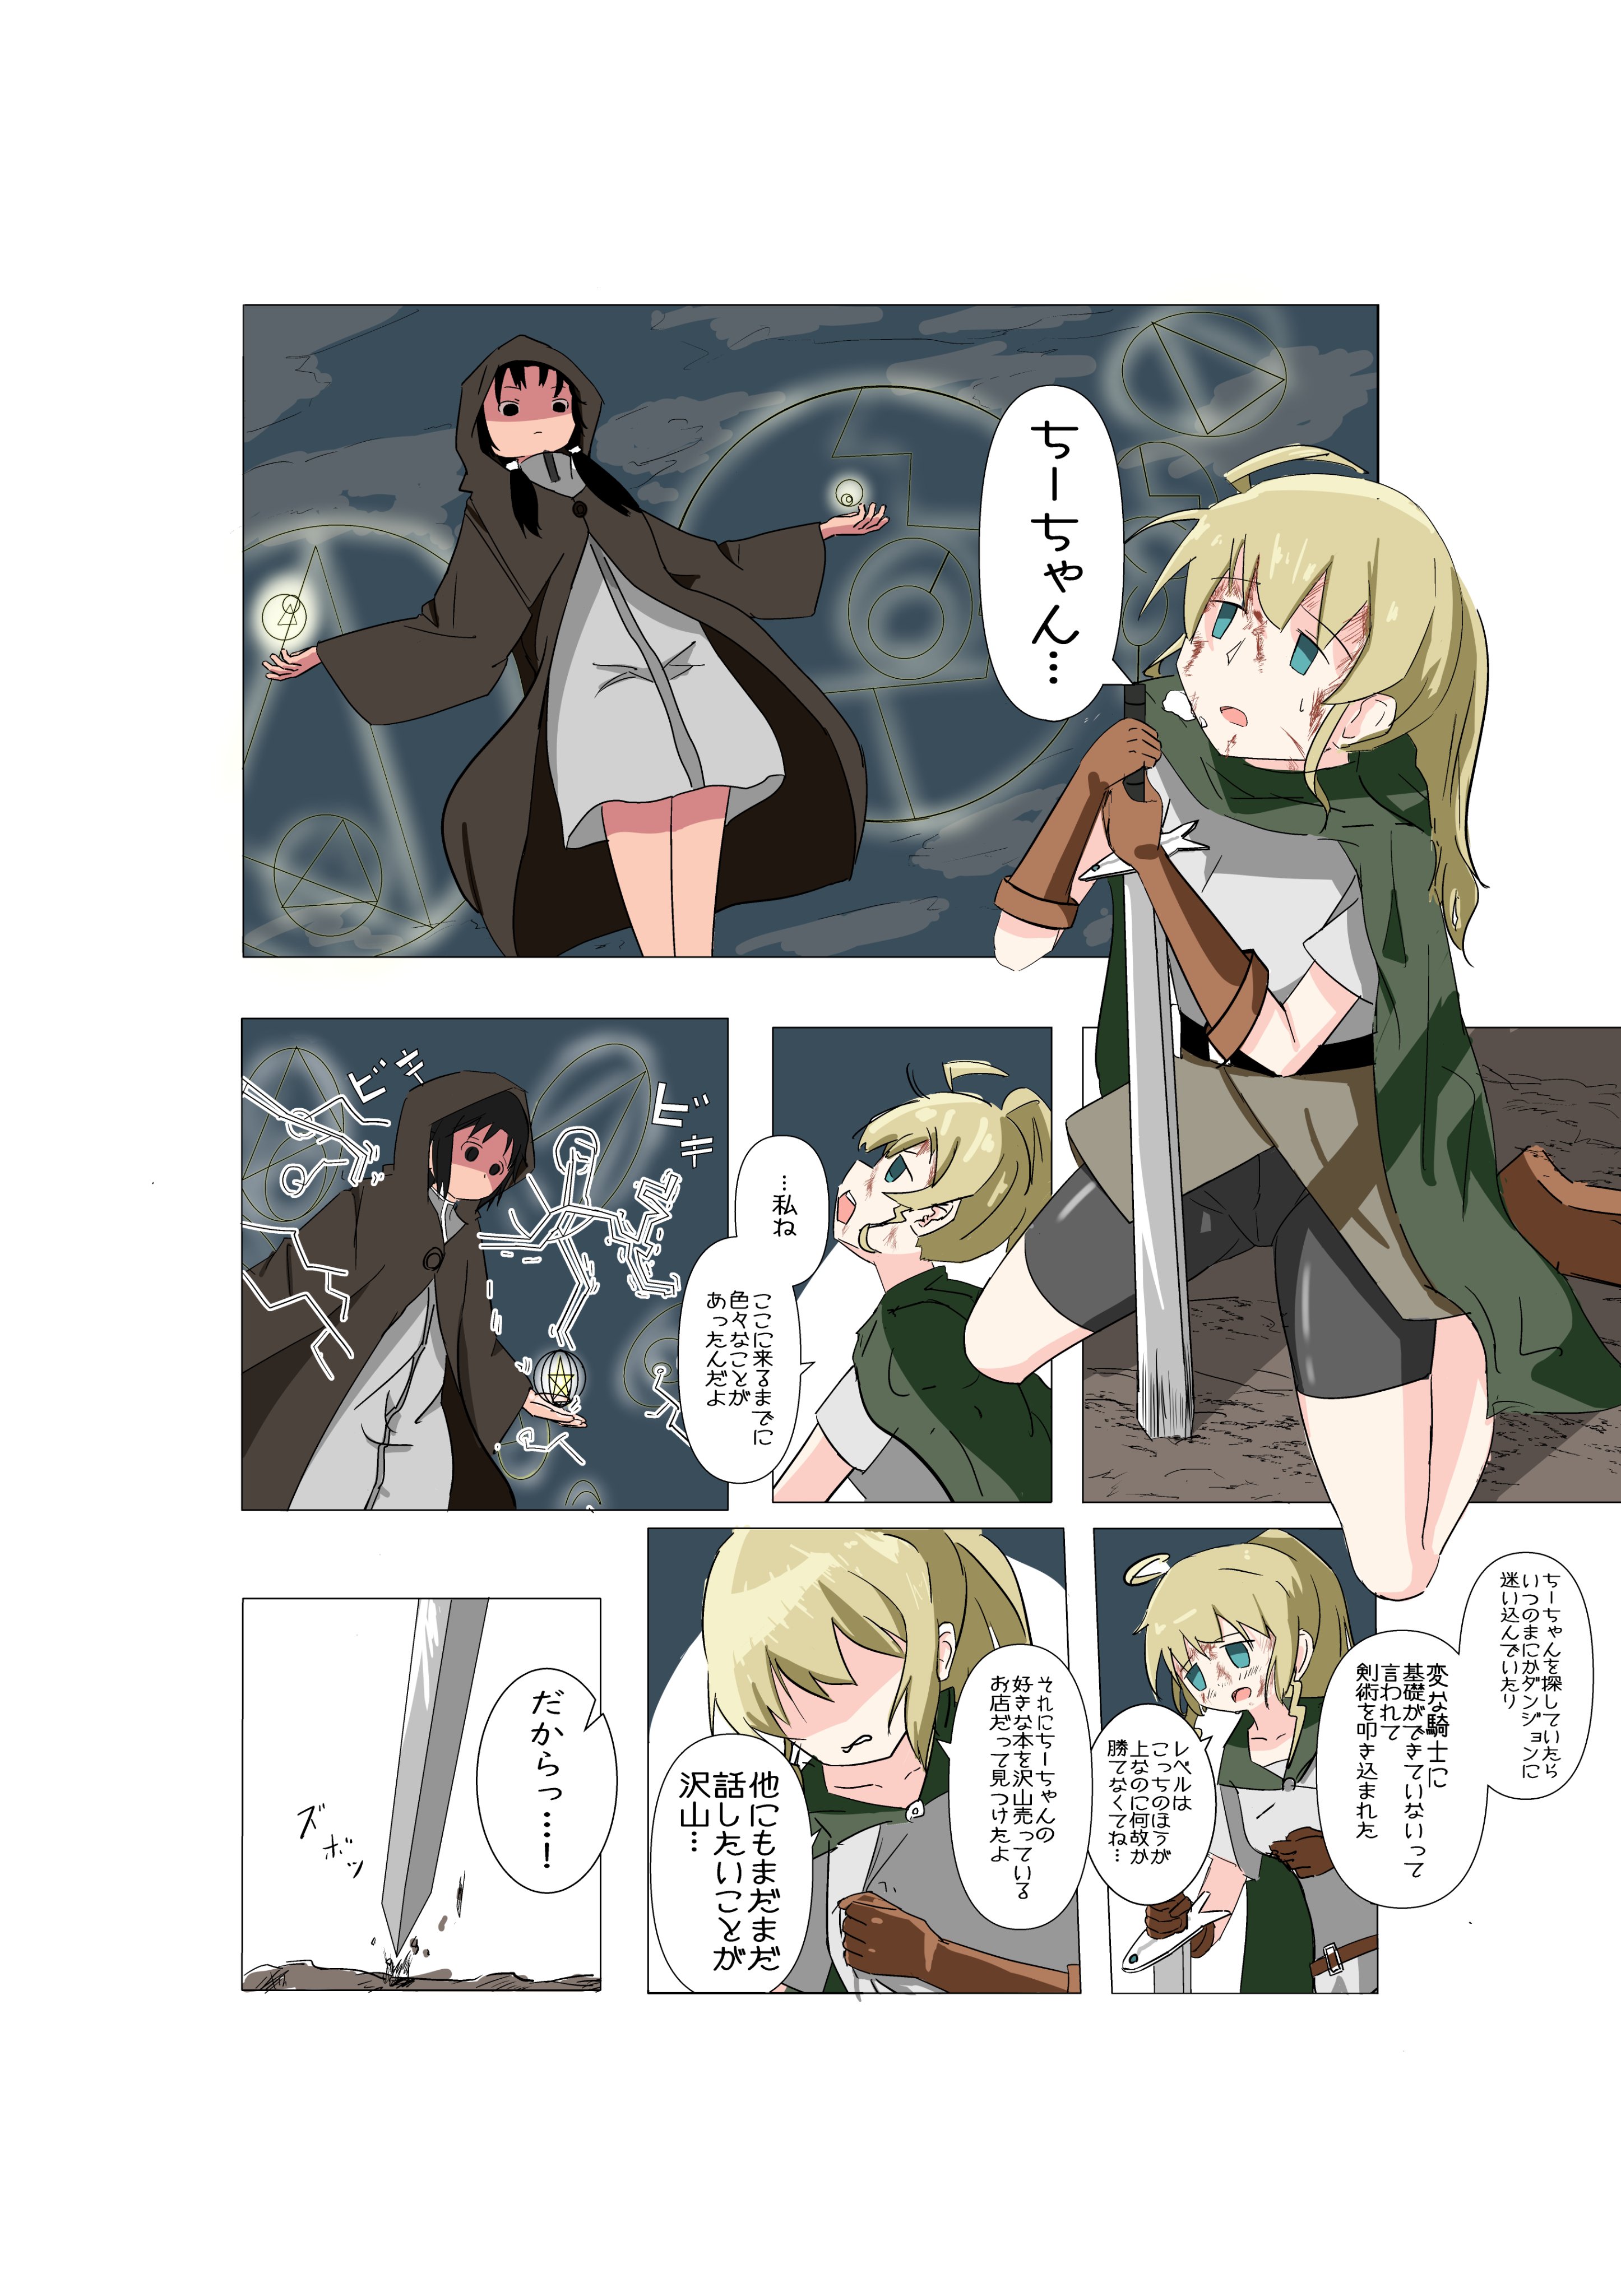 ちーちゃん…
…私ね
ここに来るまでに
色々なことが
あったんだよ
ビキ
ビキ
ちーちゃんを探していたら
いつのまにかダンジョンに
迷い込んでいたり
変な騎士に
基礎ができていないって
言われて
剣術を叩き込まれた
レベルは
こっちのほうが
上なのに何故か
勝てなくてね…
それにちーちゃんの
好きな本を沢山売っている
お店だって見つけたよ
他にもまだまだ
話したいことが
沢山…
だからっ…！
ズボッ